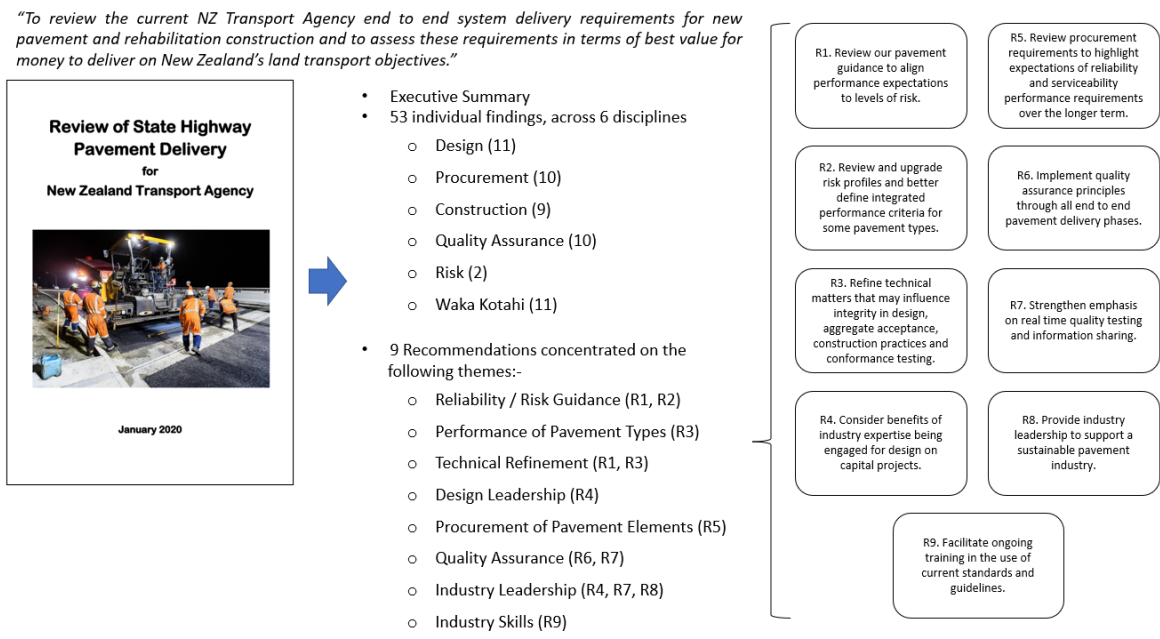 “To review the current NZ Transport Agency end to end system delivery requirements for new
pavement and rehabilitation construction and to assess these requirements in terms of best value for
money to deliver on New Zealand’s land transport objectives.”
Review of State Highway
Pavement Delivery
for
New Zealand Transport Agency
January 2020
• Executive Summary
• 53 individual findings, across 6 disciplines
o Design (11)
o Procurement (10)
o Construction (9)
o Quality Assurance (10)
o Risk (2)
o Waka Kotahi (11)
• 9 Recommendations concentrated on the
following themes:-
o Reliability / Risk Guidance (R1, R2)
o Performance of Pavement Types (R3)
o Technical Refinement (R1, R3)
o Design Leadership (R4)
o Procurement of Pavement Elements (R5)
o Quality Assurance (R6, R7)
o Industry Leadership (R4, R7, R8)
o Industry Skills (R9)
R1. Review our pavement
guidance to align
performance expectations
to levels of risk.
R2. Review and upgrade
risk profiles and better
define integrated
performance criteria for
some pavement types.
R3. Refine technical
matters that may influence
integrity in design,
aggregate acceptance,
construction practices and
conformance testing.
R4. Consider benefits of
industry expertise being
engaged for design on
capital projects.
R5. Review procurement
requirements to highlight
expectations of reliability
and serviceability
performance requirements
over the longer term.
R6. Implement quality
assurance principles
through all end to end
pavement delivery phases.
R7. Strengthen emphasis
on real time quality testing
and information sharing.
R8. Provide industry
leadership to support a
sustainable pavement
industry.
R9. Facilitate ongoing
training in the use of
current standards and
guidelines.